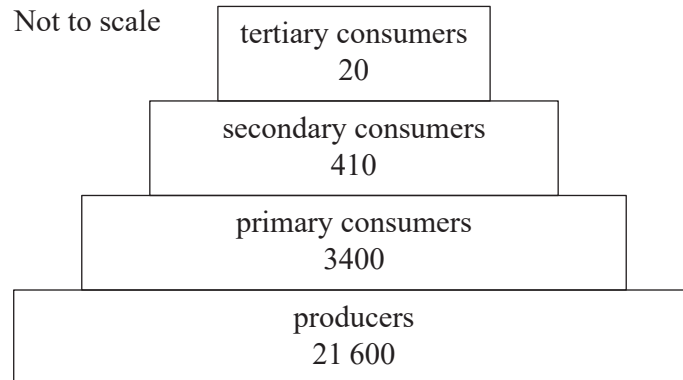 Not to scale
tertiary consumers
20
secondary consumers
410
primary consumers
3400
producers
21 600